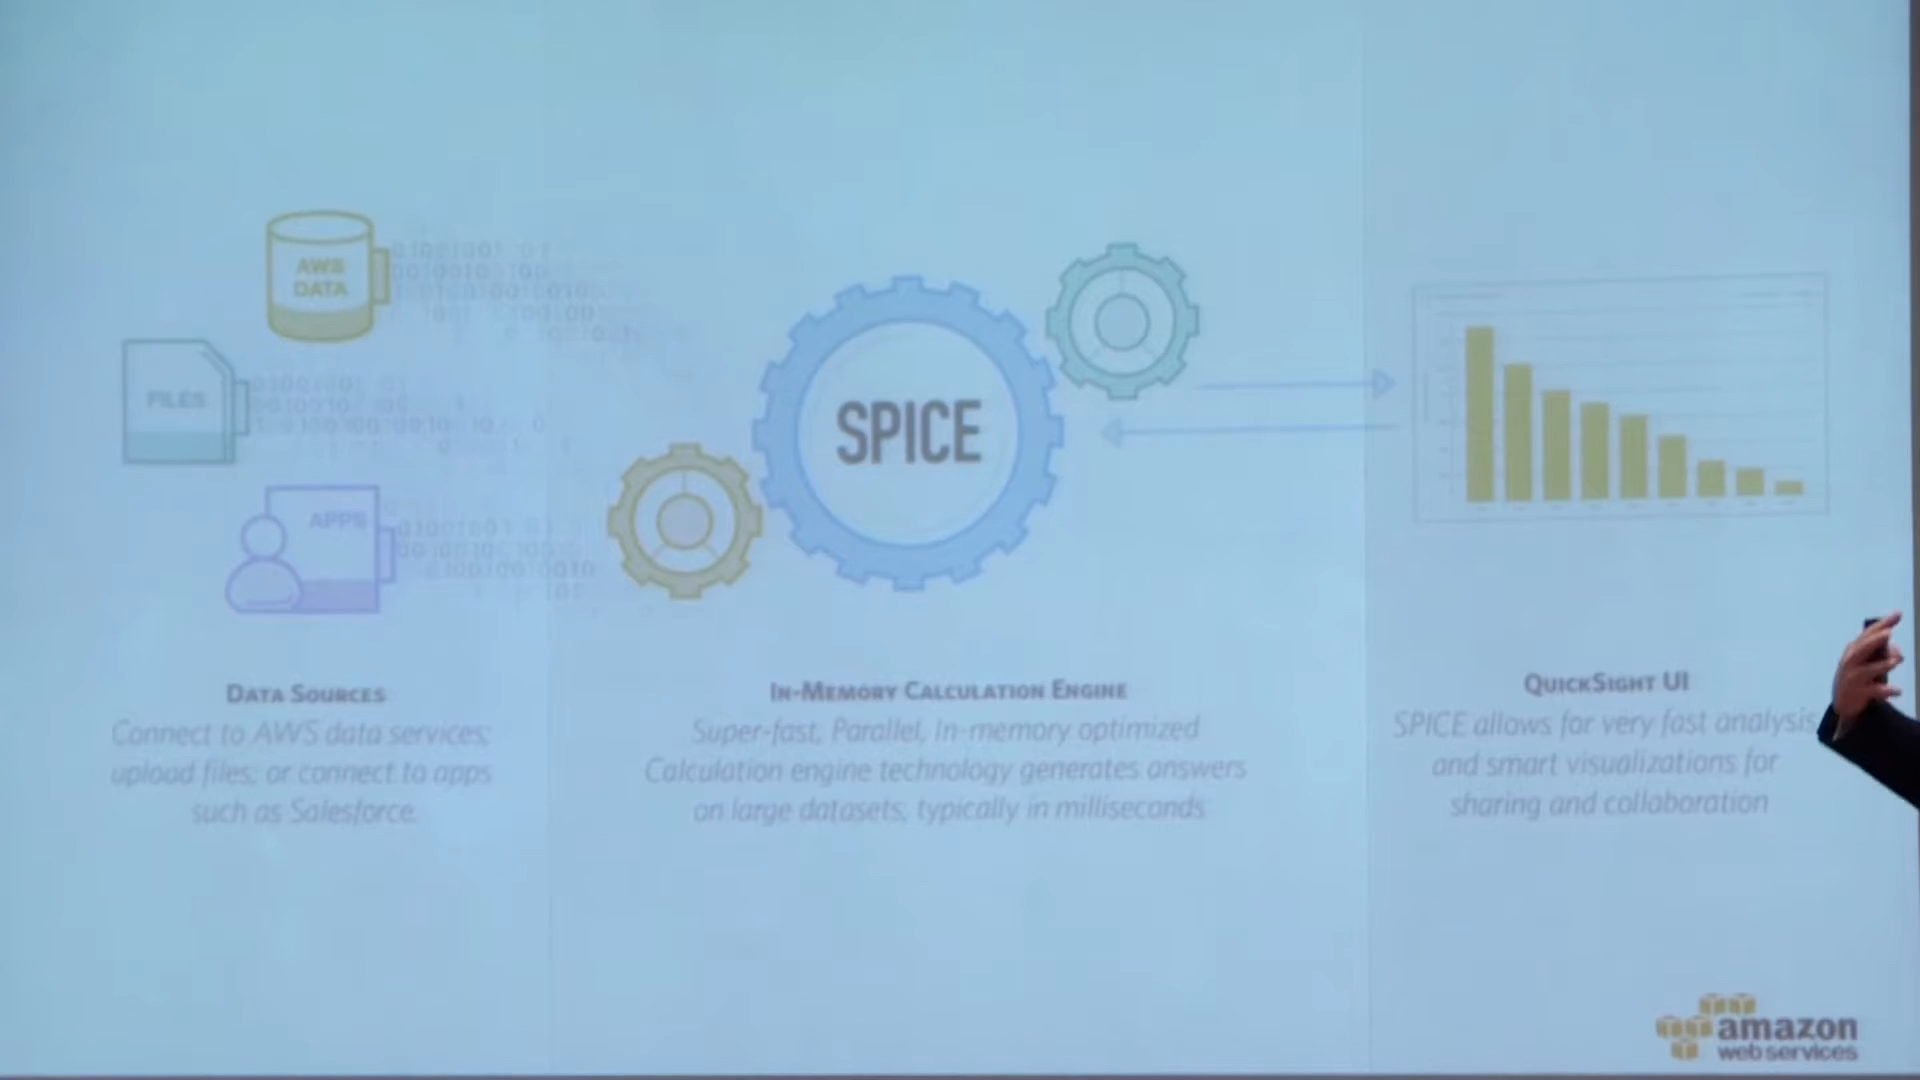 AWS
DATA
FILES
APPS
SPICE
DATA SOURCES
Connect to AWS data services,
upload files, or connect to apps
such as Salesforce.
IN-MEMORY CALCULATION ENGINE
Super-fast, Parallel, In-memory optimized
Calculation engine technology generates answers
on large datasets, typically in milliseconds
QUICKSIGHT UI
SPICE allows for very fast analysis
and smart visualizations for
sharing and collaboration
amazon
web services